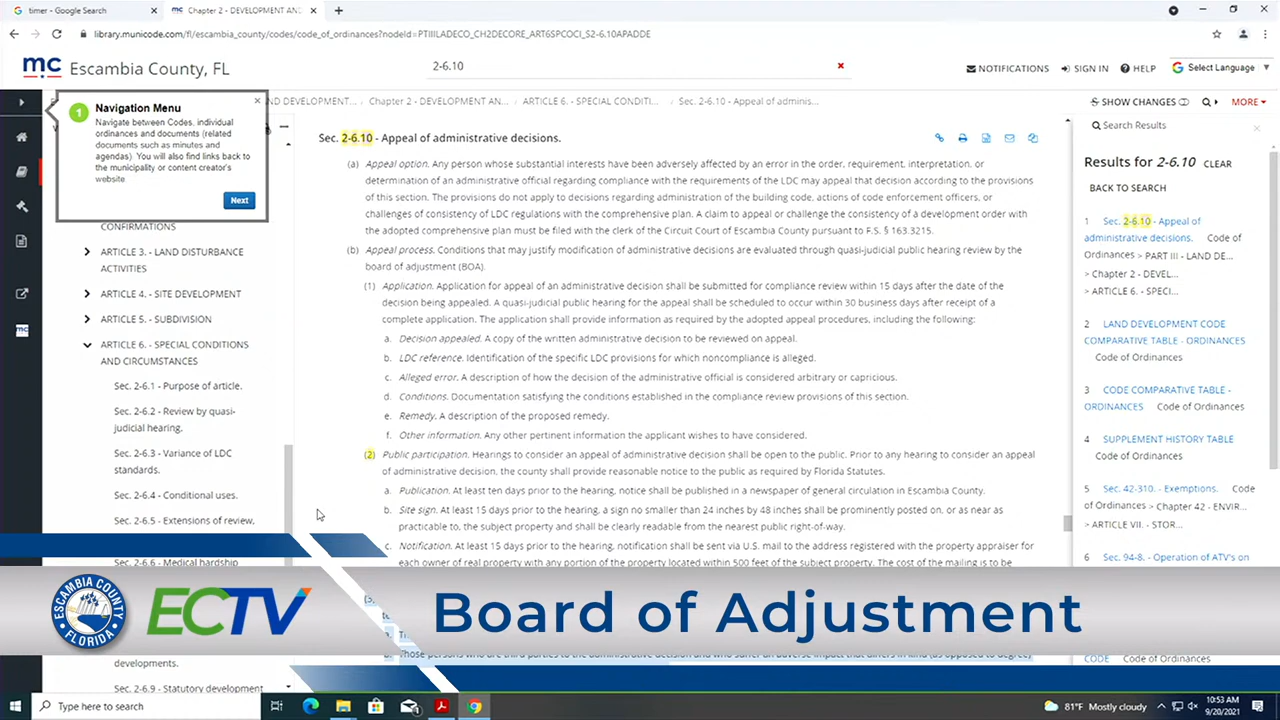 timer - Google Search
Chapter 2 - DEVELOPMENT AND
library.municode.com/fl/escambia_county/codes/code_of_ordinances?nodeId=PTIIILADECO_CH2DECORE_ART6SPCOCI_S2-6.10APADDE
mc Escambia County, FL
2-6.10
NOTIFICATIONS SIGN IN HELP Select Language
ND DEVELOPMENT... Chapter 2 - DEVELOPMENT AN... ARTICLE 6. - SPECIAL CONDITI... Sec. 2-6.10 - Appeal of adminis...
SHOW CHANGES MORE
1 Navigation Menu
Navigate between Codes, individual
ordinances and documents (related
documents such as minutes and
agendas). You will also find links back to
the municipality or content creator's
website
Next
CONFIRMATIONS
ARTICLE 3. - LAND DISTURBANCE
ACTIVITIES
ARTICLE 4. - SITE DEVELOPMENT
ARTICLE 5. - SUBDIVISION
ARTICLE 6. - SPECIAL CONDITIONS
AND CIRCUMSTANCES
Sec. 2-6.1 - Purpose of article.
Sec. 2-6.2 - Review by quasi-
judicial hearing.
Sec. 2-6.3 - Variance of LDC
standards.
Sec. 2-6.4 - Conditional uses.
Sec. 2-6.5 - Extensions of review,
Sec. 2-6.6 - Medical hardship
developments.
Sec. 2-6.9 - Statutory development
Sec. 2-6.10 - Appeal of administrative decisions.
(a) Appeal option. Any person whose substantial interests have been adversely affected by an error in the order, requirement, interpretation, or
determination of an administrative official regarding compliance with the requirements of the LDC may appeal that decision according to the provisions
of this section. The provisions do not apply to decisions regarding administration of the building code, actions of code enforcement officers, or
challenges of consistency of LDC regulations with the comprehensive plan. A claim to appeal or challenge the consistency of a development order with
the adopted comprehensive plan must be filed with the clerk of the Circuit Court of Escambia County pursuant to F.S. § 163.3215.
(b) Appeal process. Conditions that may justify modification of administrative decisions are evaluated through quasi-judicial public hearing review by the
board of adjustment (BOA).
(1) Application. Application for appeal of an administrative decision shall be submitted for compliance review within 15 days after the date of the
decision being appealed. A quasi-judicial public hearing for the appeal shall be scheduled to occur within 30 business days after receipt of a
complete application. The application shall provide information as required by the adopted appeal procedures, including the following:
a. Decision appealed. A copy of the written administrative decision to be reviewed on appeal.
b. LDC reference. Identification of the specific LDC provisions for which noncompliance is alleged.
c. Alleged error. A description of how the decision of the administrative official is considered arbitrary or capricious.
d. Conditions. Documentation satisfying the conditions established in the compliance review provisions of this section.
e. Remedy. A description of the proposed remedy.
f. Other information. Any other pertinent information the applicant wishes to have considered.
(2) Public participation. Hearings to consider an appeal of administrative decision shall be open to the public. Prior to any hearing to consider an appeal
of administrative decision, the county shall provide reasonable notice to the public as required by Florida Statutes.
a. Publication. At least ten days prior to the hearing, notice shall be published in a newspaper of general circulation in Escambia County.
b. Site sign. At least 15 days prior to the hearing, a sign no smaller than 24 inches by 48 inches shall be prominently posted on, or as near as
practicable to, the subject property and shall be clearly readable from the nearest public right-of-way.
c. Notification. At least 15 days prior to the hearing, notification shall be sent via U.S. mail to the address registered with the property appraiser for
each owner of real property with any portion of the property located within 500 feet of the subject property. The cost of the mailing is to be
Those persons who are third parties to the administrative decision and who suffer an adverse impact that differs in kind (as opposed to degree)
Search Results
Results for 2-6.10 CLEAR
BACK TO SEARCH
1 Sec. 2-6.10 - Appeal of
administrative decisions. Code of
Ordinances > PART III - LAND DE...
> Chapter 2 - DEVEL...
> ARTICLE 6. - SPECI...
2 LAND DEVELOPMENT CODE
COMPARATIVE TABLE - ORDINANCES
Code of Ordinances
3 CODE COMPARATIVE TABLE -
ORDINANCES Code of Ordinances
4 SUPPLEMENT HISTORY TABLE
Code of Ordinances
5 Sec. 42-310. - Exemptions. Code
of Ordinances > Chapter 42 - ENVIR...
> ARTICLE VII. - STOR...
6 Sec. 94-8. - Operation of ATV's on
CODE Code of Ordinances
ESCAMBIA COUNTY
FLORIDA
ECTV
Board of Adjustment
Type here to search
81°F Mostly cloudy
10:53 AM
9/20/2021